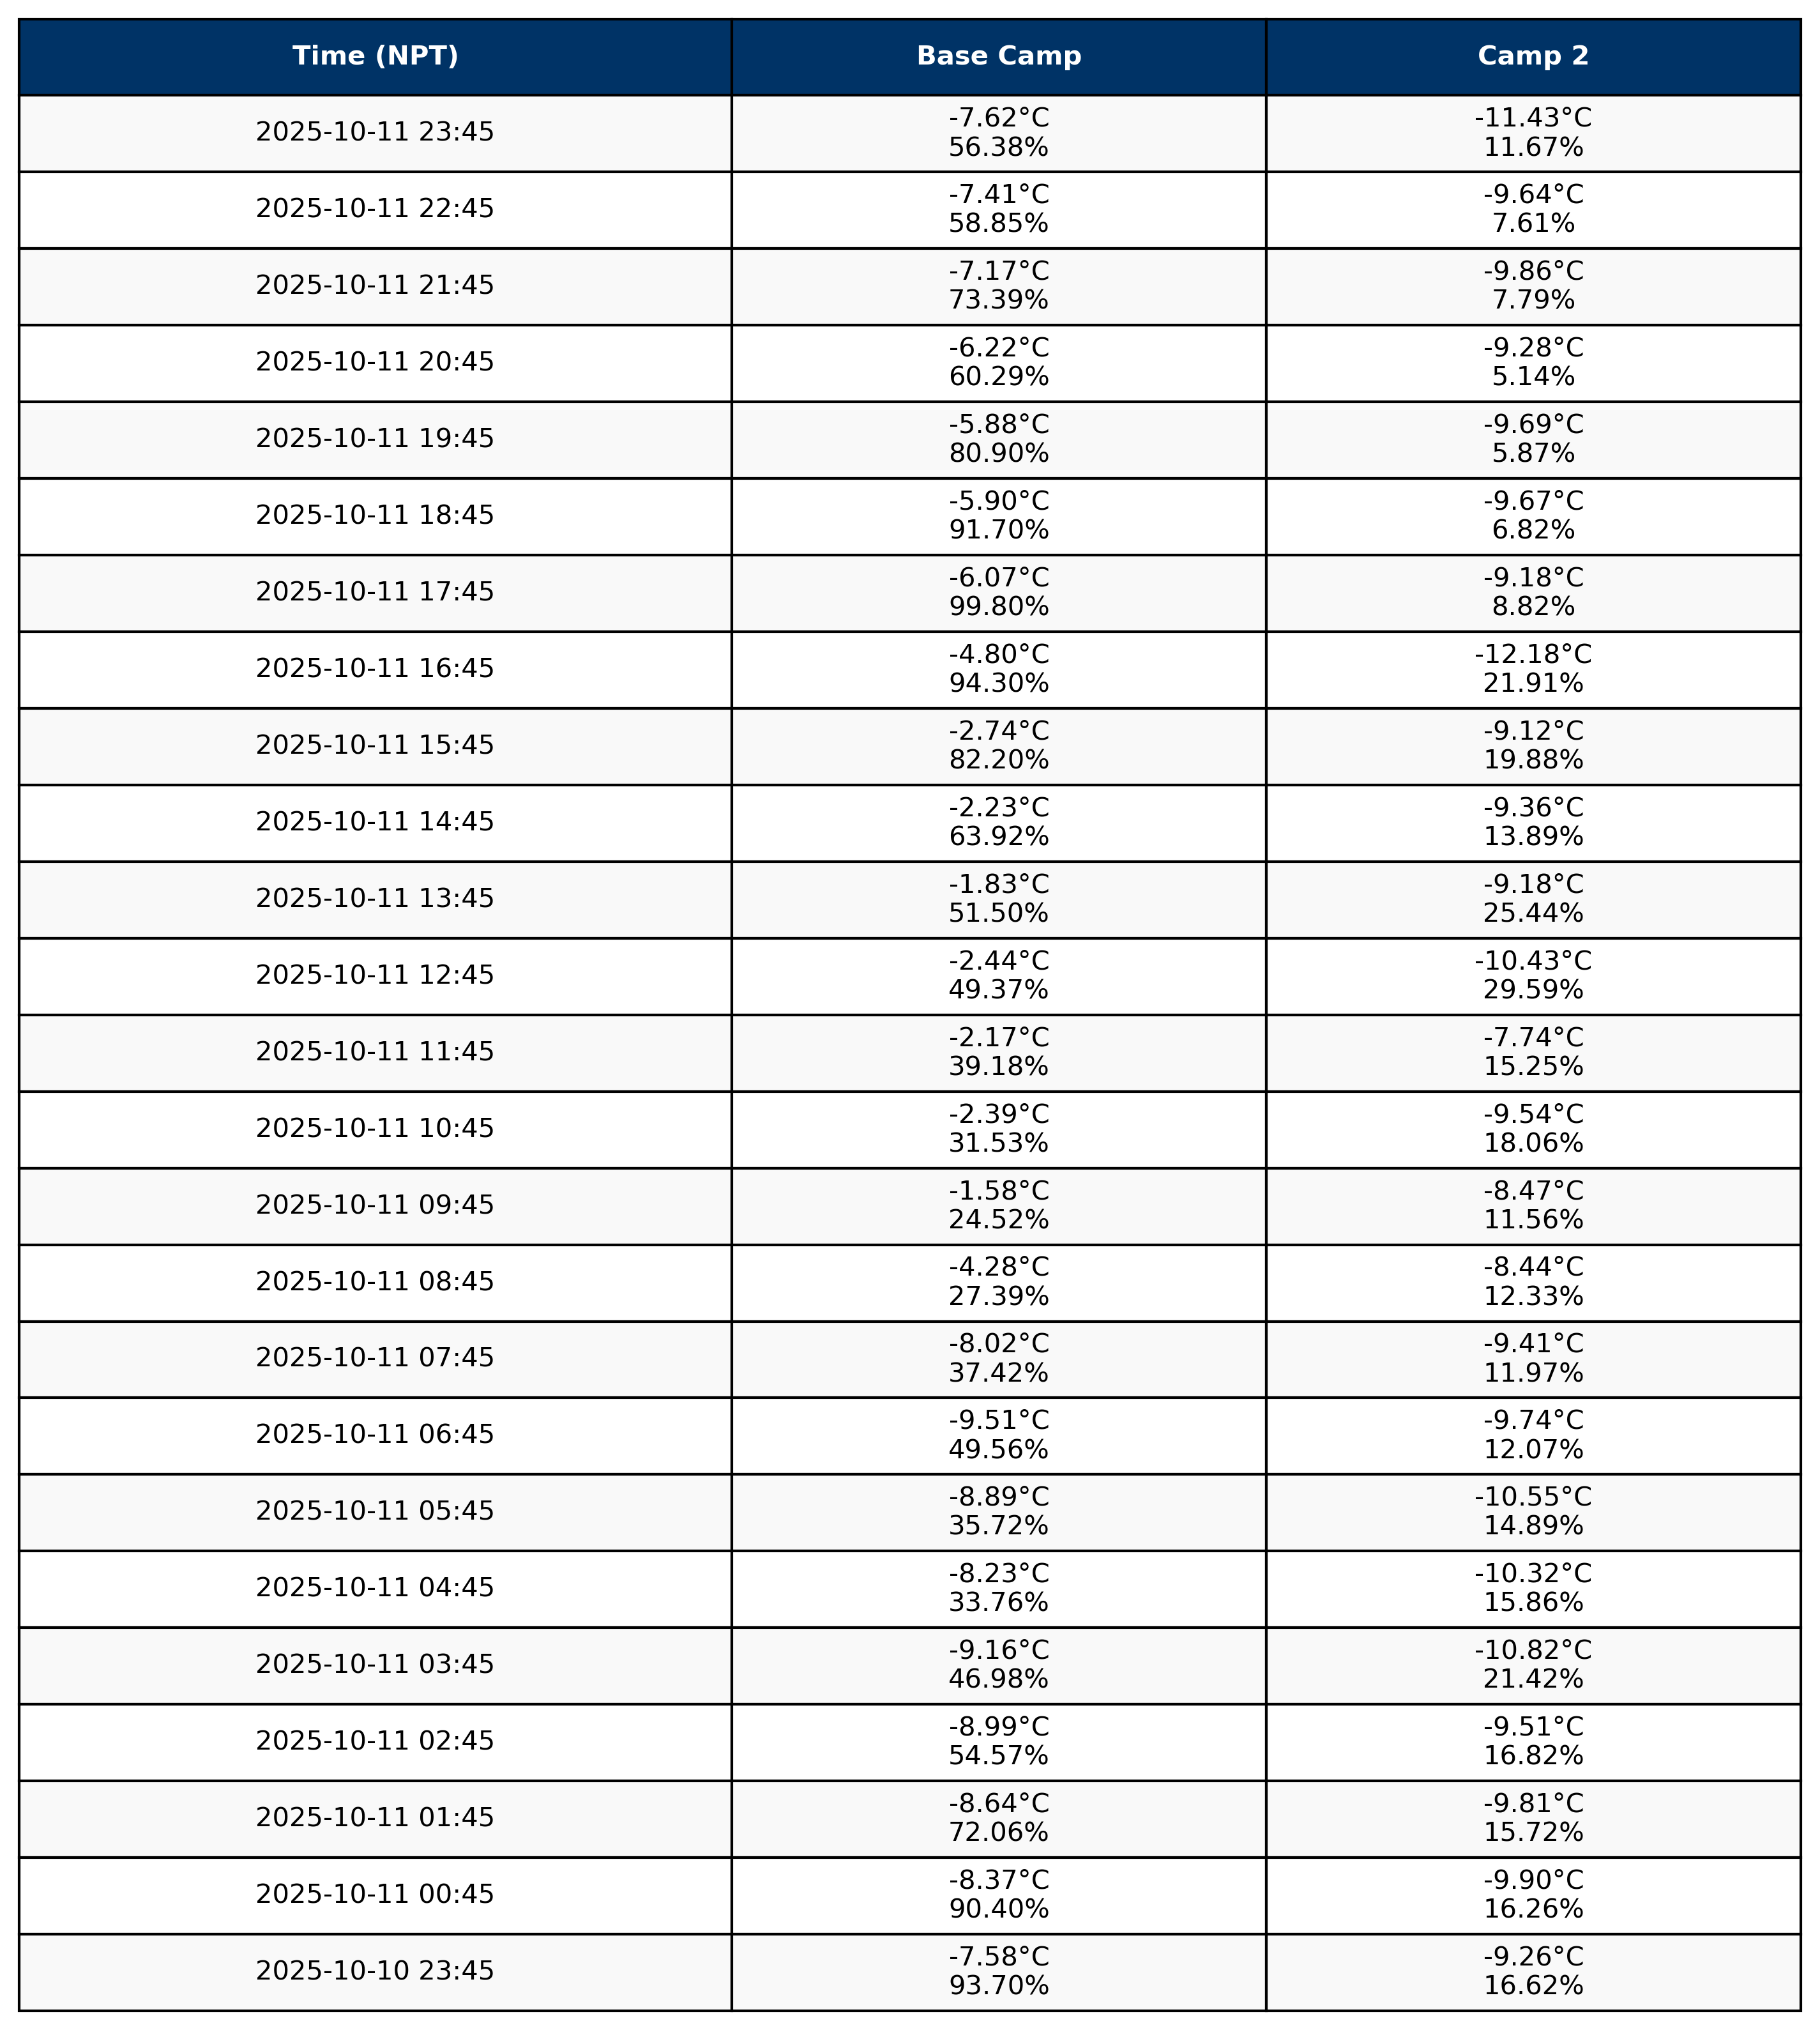 Time (NPT) Base Camp Camp 2
2025-10-11 23:45 -7.62°C -11.43°C
56.38% 11.67%
2025-10-11 22:45 -7.41°C -9.64°C
58.85% 7.61%
2025-10-11 21:45 -7.17°C -9.86°C
73.39% 7.79%
2025-10-11 20:45 -6.22°C -9.28°C
60.29% 5.14%
2025-10-11 19:45 -5.88°C -9.69°C
80.90% 5.87%
2025-10-11 18:45 -5.90°C -9.67°C
91.70% 6.82%
2025-10-11 17:45 -6.07°C -9.18°C
99.80% 8.82%
2025-10-11 16:45 -4.80°C -12.18°C
94.30% 21.91%
2025-10-11 15:45 -2.74°C -9.12°C
82.20% 19.88%
2025-10-11 14:45 -2.23°C -9.36°C
63.92% 13.89%
2025-10-11 13:45 -1.83°C -9.18°C
51.50% 25.44%
2025-10-11 12:45 -2.44°C -10.43°C
49.37% 29.59%
2025-10-11 11:45 -2.17°C -7.74°C
39.18% 15.25%
2025-10-11 10:45 -2.39°C -9.54°C
31.53% 18.06%
2025-10-11 09:45 -1.58°C -8.47°C
24.52% 11.56%
2025-10-11 08:45 -4.28°C -8.44°C
27.39% 12.33%
2025-10-11 07:45 -8.02°C -9.41°C
37.42% 11.97%
2025-10-11 06:45 -9.51°C -9.74°C
49.56% 12.07%
2025-10-11 05:45 -8.89°C -10.55°C
35.72% 14.89%
2025-10-11 04:45 -8.23°C -10.32°C
33.76% 15.86%
2025-10-11 03:45 -9.16°C -10.82°C
46.98% 21.42%
2025-10-11 02:45 -8.99°C -9.51°C
54.57% 16.82%
2025-10-11 01:45 -8.64°C -9.81°C
72.06% 15.72%
2025-10-11 00:45 -8.37°C -9.90°C
90.40% 16.26%
2025-10-10 23:45 -7.58°C -9.26°C
93.70% 16.62%